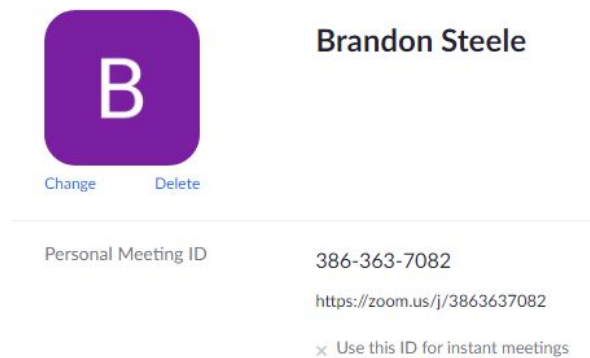 B
Brandon Steele
Change Delete
Personal Meeting ID 386-363-7082
https://zoom.us/j/3863637082
× Use this ID for instant meetings